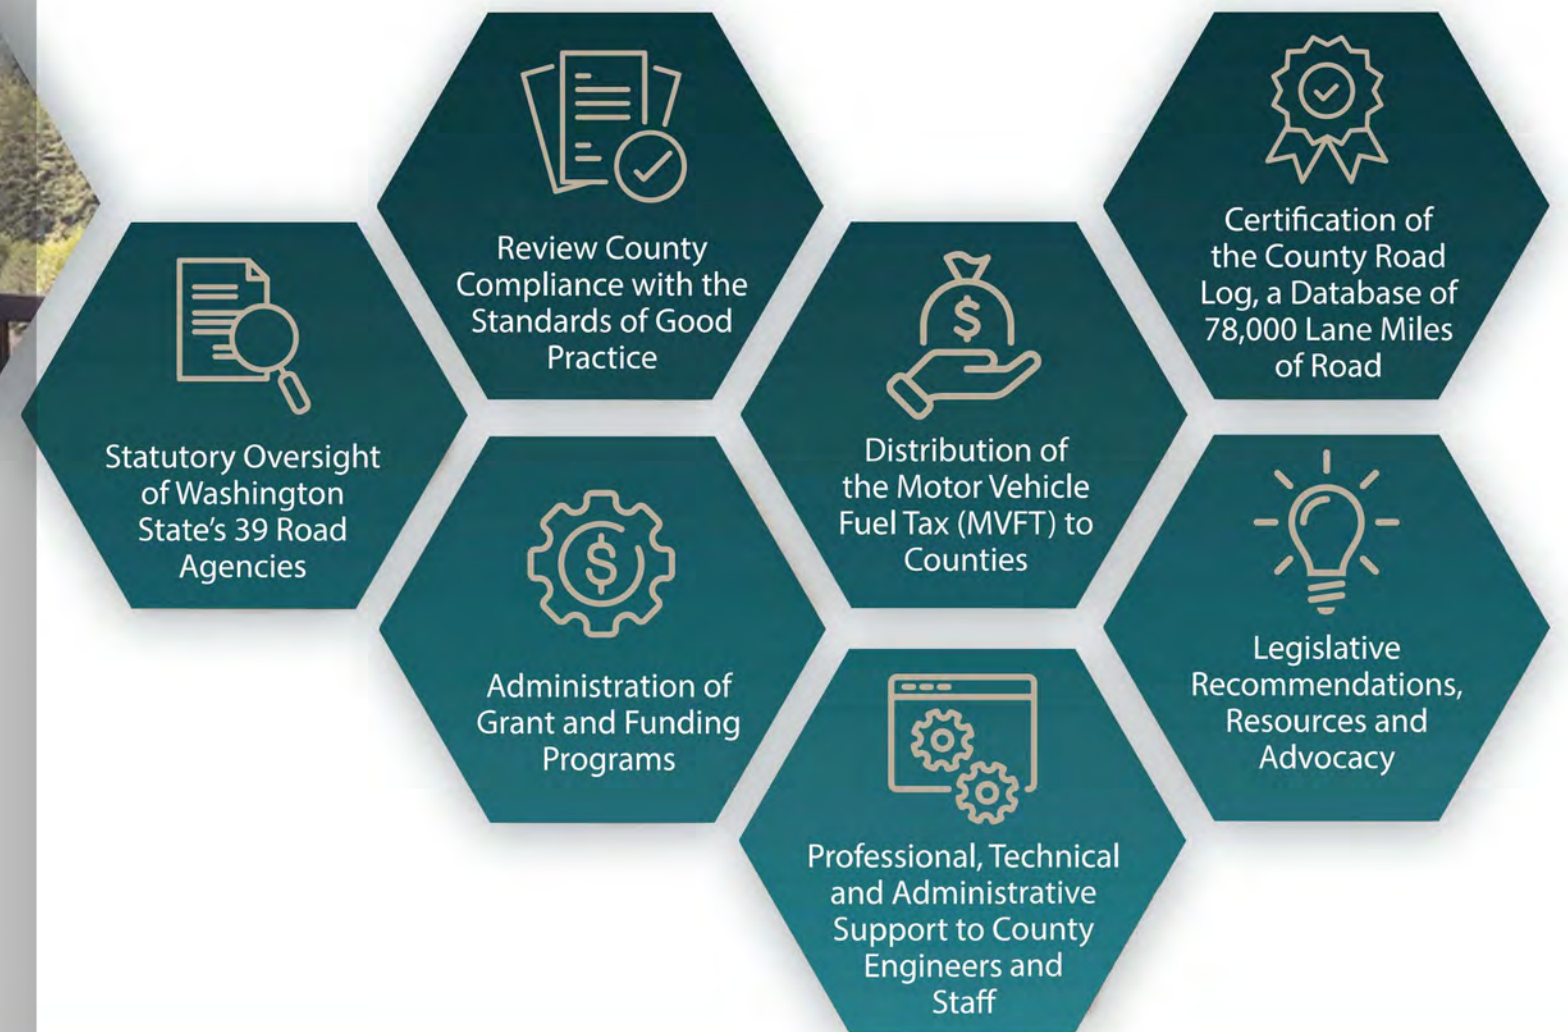 Review County
Compliance with the
Standards of Good
Practice
Certification of
the County Road
Log, a Database of
78,000 Lane Miles
of Road
Statutory Oversight
of Washington
State's 39 Road
Agencies
Distribution of
the Motor Vehicle
Fuel Tax (MVFT) to
Counties
Administration of
Grant and Funding
Programs
Legislative
Recommendations,
Resources and
Advocacy
Professional, Technical
and Administrative
Support to County
Engineers and
Staff